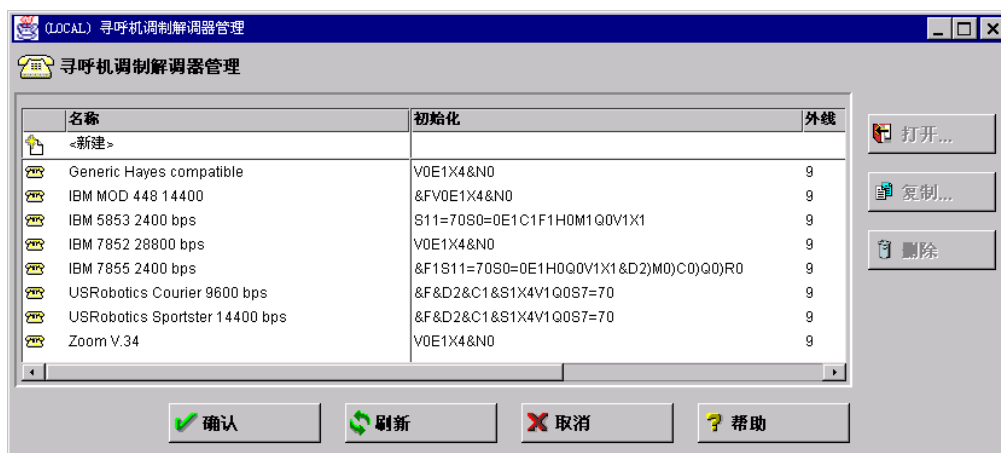 (LOCAL) 寻呼机调制解调器管理
寻呼机调制解调器管理
名称 初始化 外线
<新建>
Generic Hayes compatible V0E1X4&N0 9
IBM MOD 448 14400 &FV0E1X4&N0 9
IBM 5853 2400 bps S11=70S0=0E1C1F1H0M1Q0V1X1 9
IBM 7852 28800 bps V0E1X4&N0 9
IBM 7855 2400 bps &F1S11=70S0=0E1H0Q0V1X1&D2)M0)C0)Q0)R0 9
USRobotics Courier 9600 bps &F&D2&C1&S1X4V1Q0S7=70 9
USRobotics Sportster 14400 bps &F&D2&C1&S1X4V1Q0S7=70 9
Zoom V.34 V0E1X4&N0 9
打开...
复制...
删除
确认 刷新 取消 帮助